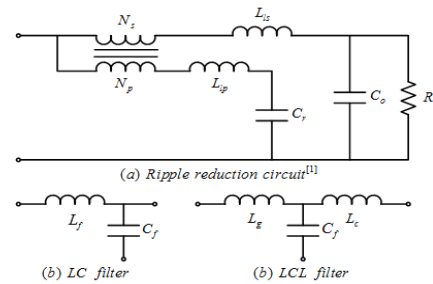 N_s
L_is
N_p
L_ip
C_r
C_o
R
(a) Ripple reduction circuit[1]
L_f
C_f
L_g
C_f
L_c
(b) LC filter
(b) LCL filter